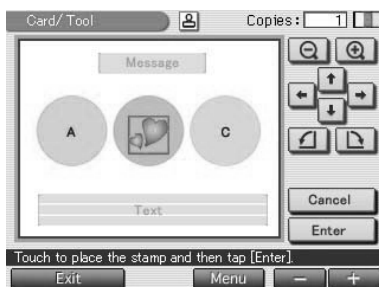 Card/Tool Copies: 1
Message
A C
Text
Cancel
Enter
Touch to place the stamp and then tap [Enter].
Exit Menu − +